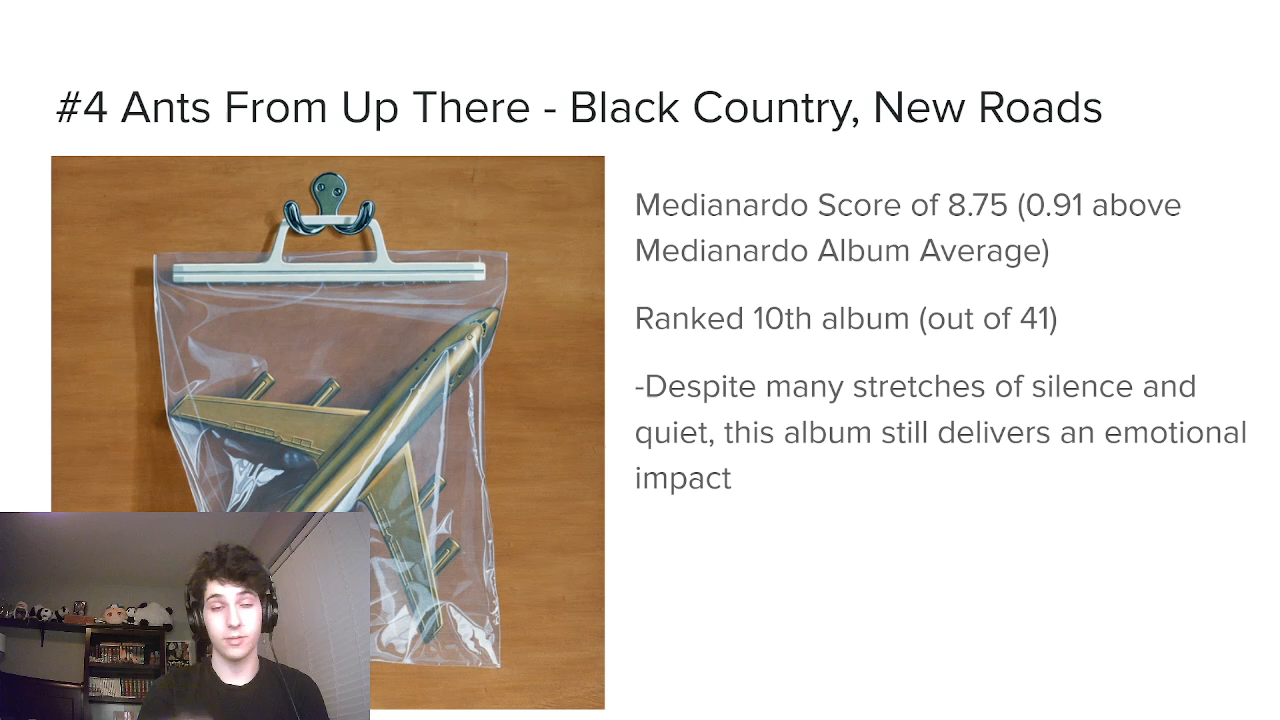 #4 Ants From Up There - Black Country, New Roads
Medianardo Score of 8.75 (0.91 above
Medianardo Album Average)
Ranked 10th album (out of 41)
-Despite many stretches of silence and
quiet, this album still delivers an emotional
impact